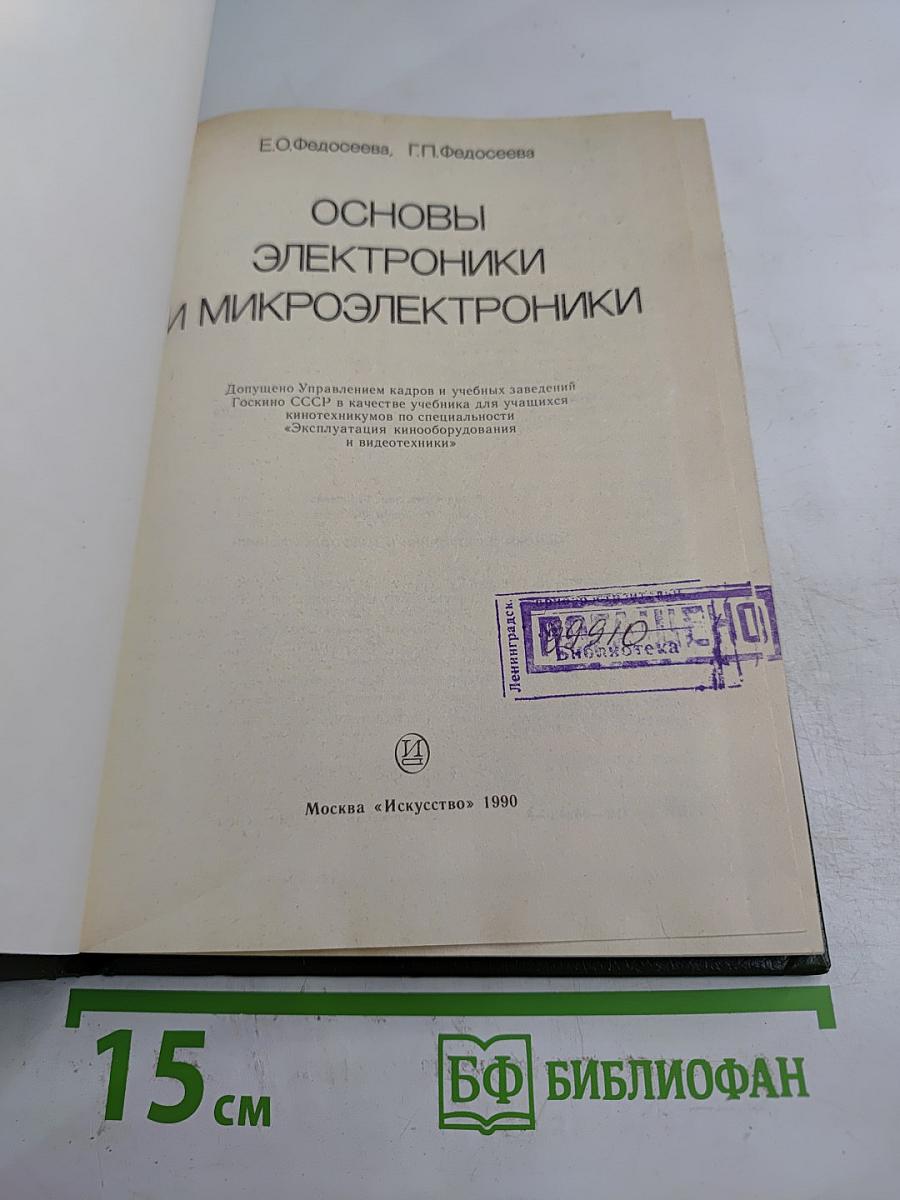 Е.О.Федосеева, Г.П.Федосеева
ОСНОВЫ
ЭЛЕКТРОНИКИ
И МИКРОЭЛЕКТРОНИКИ
Допущено Управлением кадров и учебных заведений
Госкино СССР в качестве учебника для учащихся
кинотехникумов по специальности
«Эксплуатация кинооборудования
и видеотехники»
Ленинградск.
Библиотека
И
Москва «Искусство» 1990
15 см
БФ БИБЛИОФАН